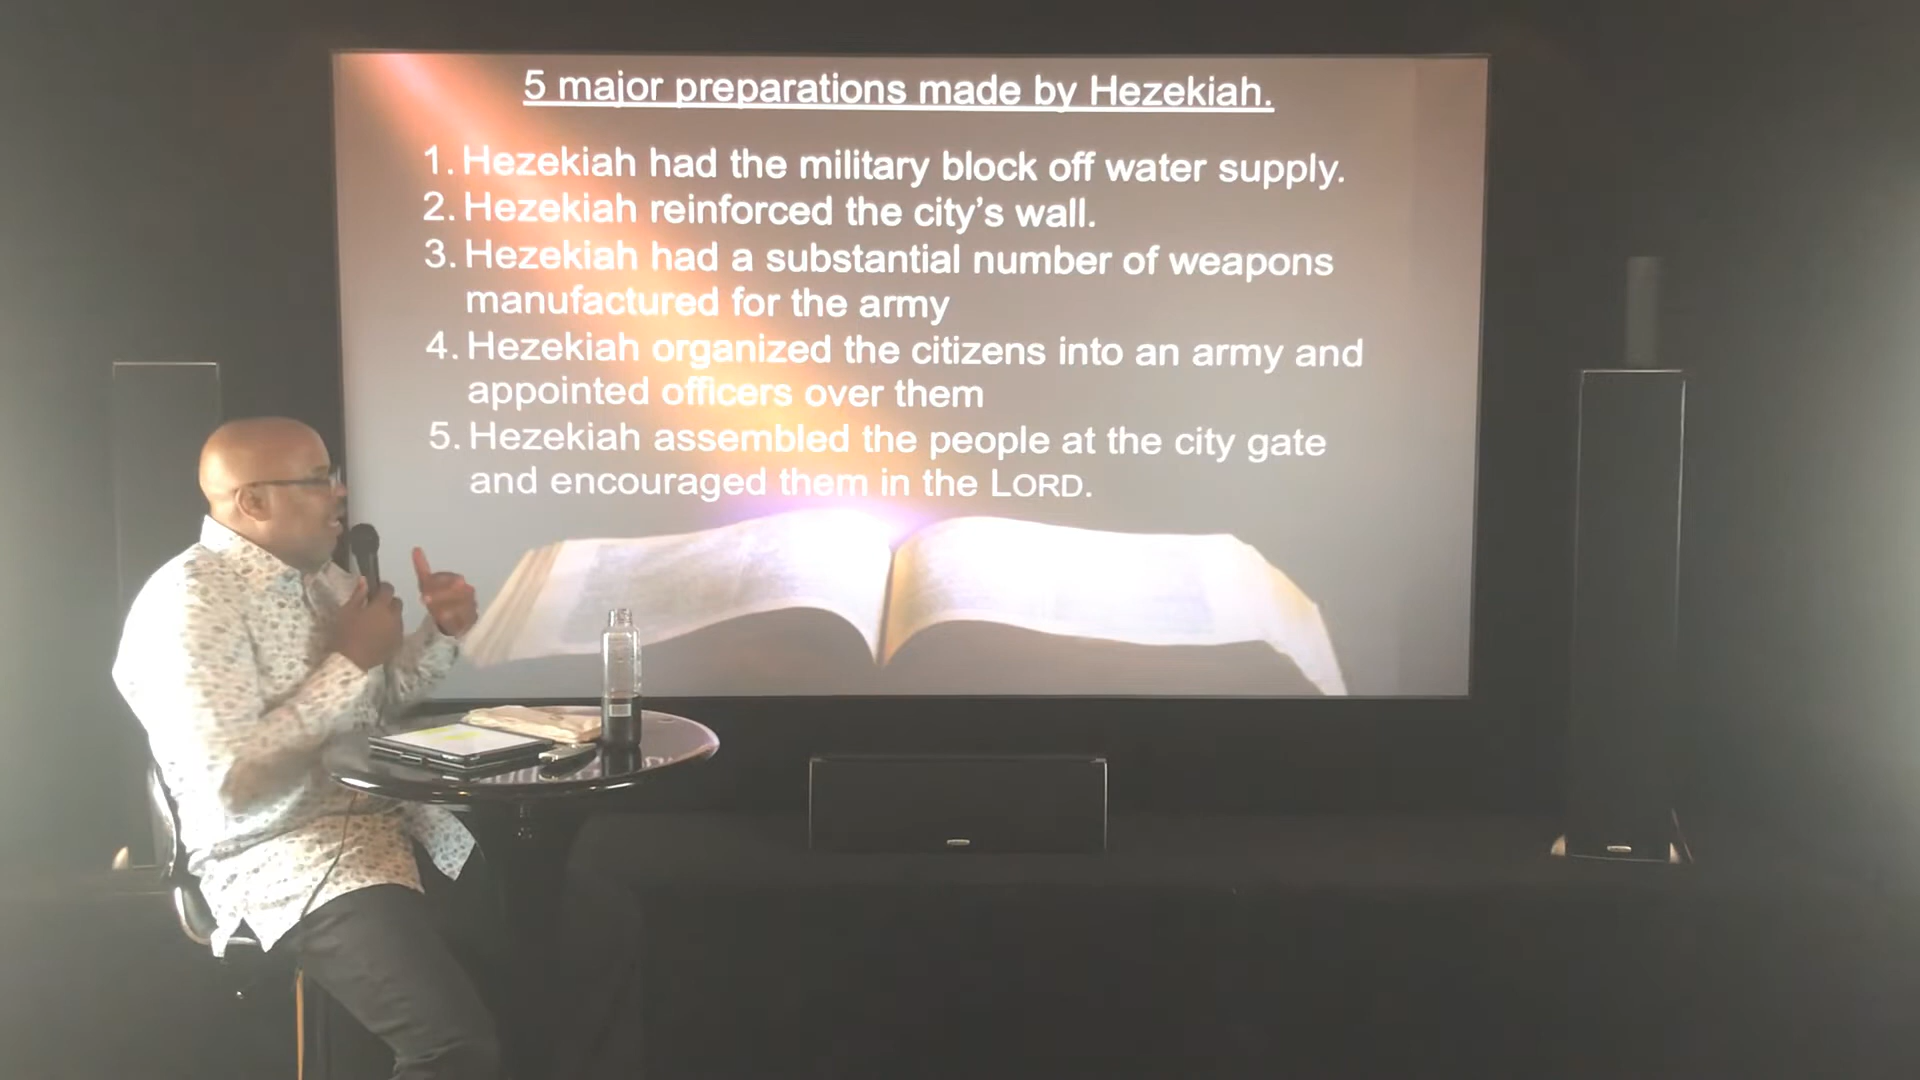 5 major preparations made by Hezekiah.
1. Hezekiah had the military block off water supply.
2. Hezekiah reinforced the city's wall.
3. Hezekiah had a substantial number of weapons
manufactured for the army
4. Hezekiah organized the citizens into an army and
appointed officers over them
5. Hezekiah assembled the people at the city gate
and encouraged them in the LORD.